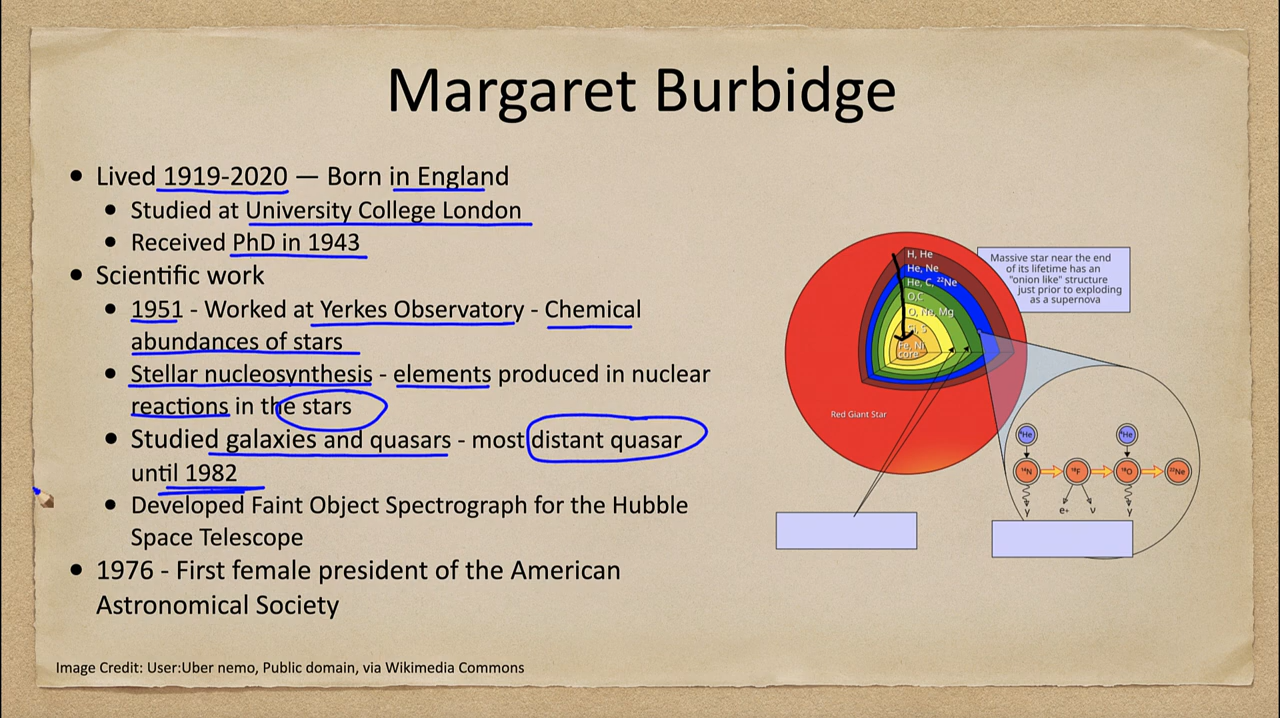 Margaret Burbidge
• Lived 1919-2020 — Born in England
• Studied at University College London
• Received PhD in 1943
• Scientific work
• 1951 - Worked at Yerkes Observatory - Chemical
abundances of stars
• Stellar nucleosynthesis - elements produced in nuclear
reactions in the stars
• Studied galaxies and quasars - most distant quasar
until 1982
• Developed Faint Object Spectrograph for the Hubble
Space Telescope
• 1976 - First female president of the American
Astronomical Society
H, He
He, Ne
He, C, ²²Ne
O,C
O, Ne, Mg
Si, S
Fe, Ni
core
Red Giant Star
Massive star near the end
of its lifetime has an
"onion like" structure
just prior to exploding
as a supernova
⁴He ⁴He
¹⁴N ¹⁸F ¹⁸O ²²Ne
γ e+ ν γ
Image Credit: User:Uber nemo, Public domain, via Wikimedia Commons